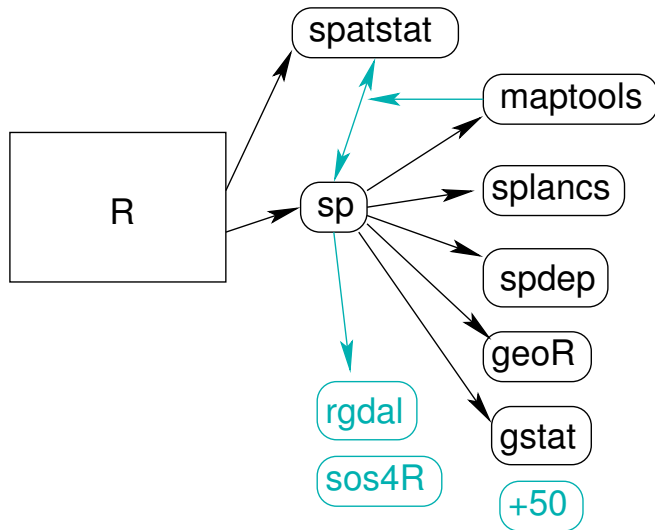 spatstat
maptools
R
sp
splancs
spdep
geoR
rgdal
gstat
sos4R
+50